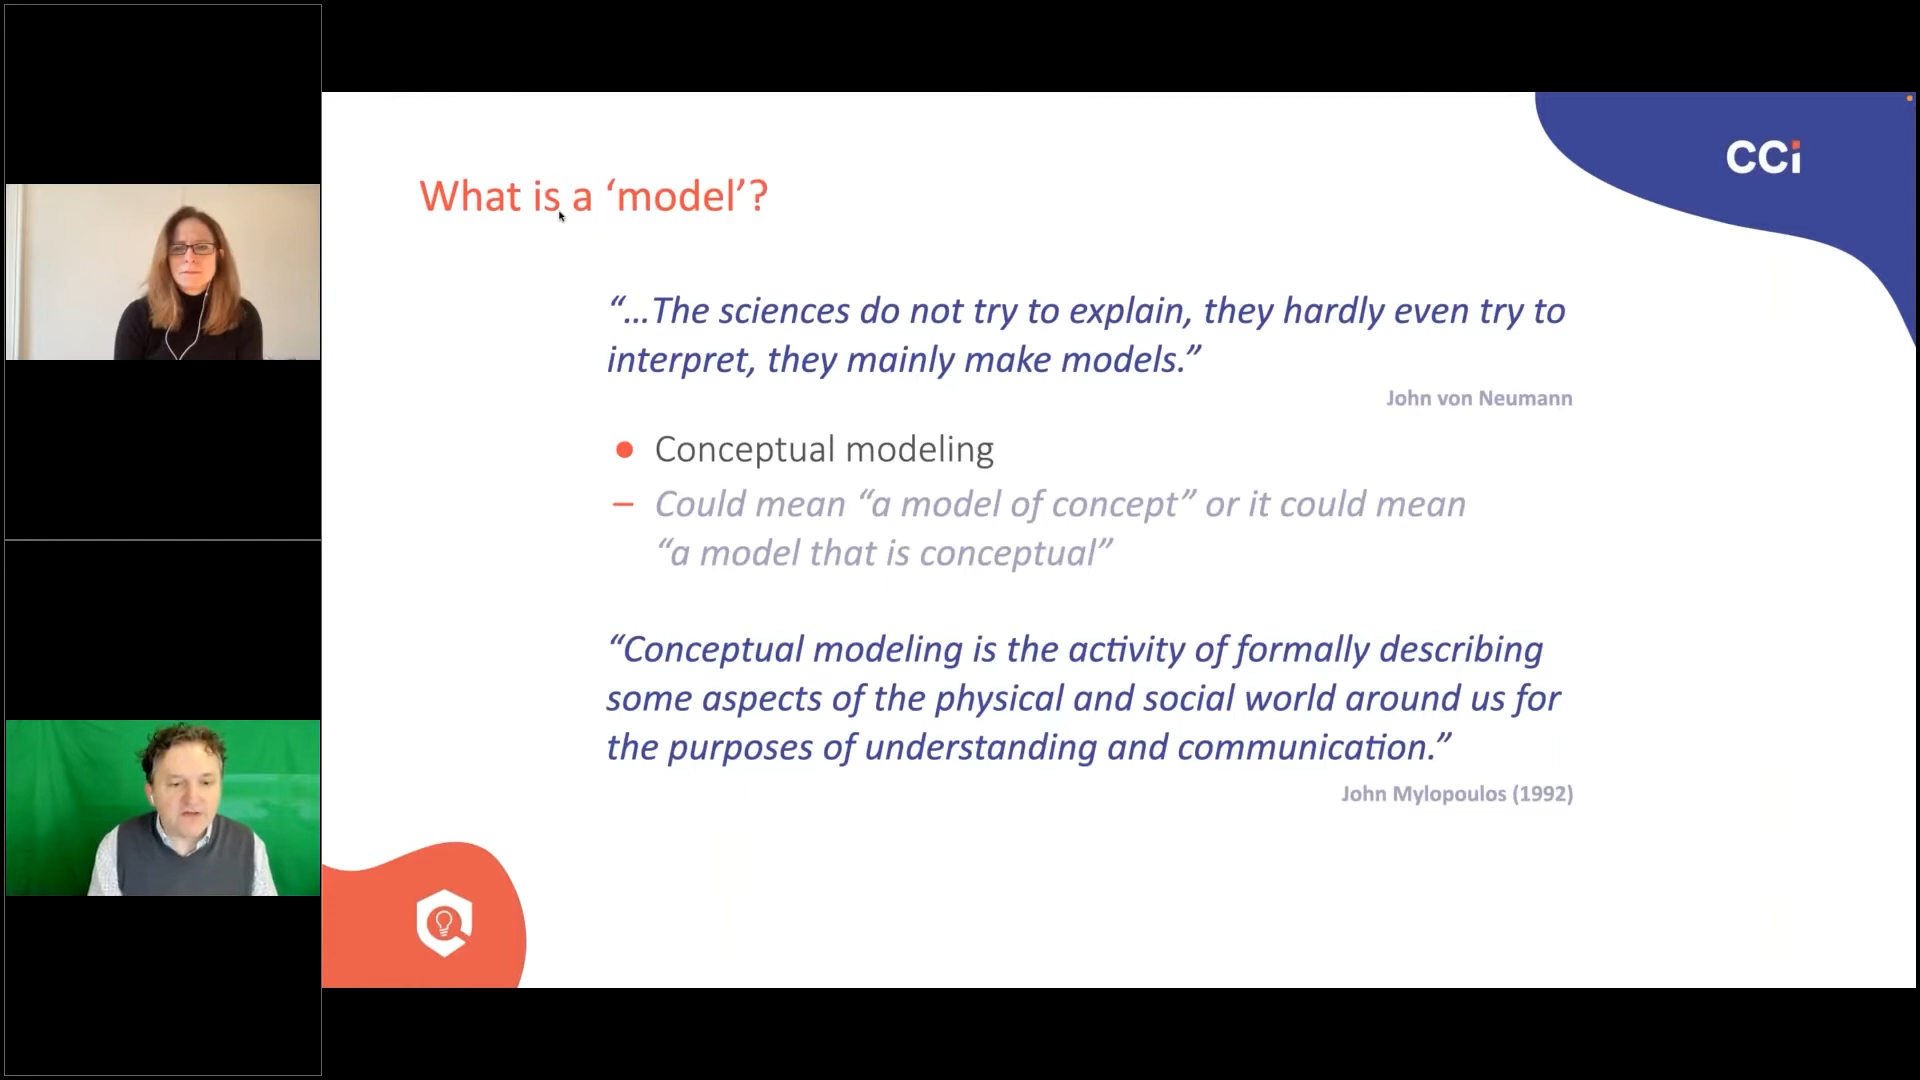 CCi
What is a ‘model’?
“...The sciences do not try to explain, they hardly even try to
interpret, they mainly make models.”
John von Neumann
● Conceptual modeling
– Could mean “a model of concept” or it could mean
“a model that is conceptual”
“Conceptual modeling is the activity of formally describing
some aspects of the physical and social world around us for
the purposes of understanding and communication.”
John Mylopoulos (1992)